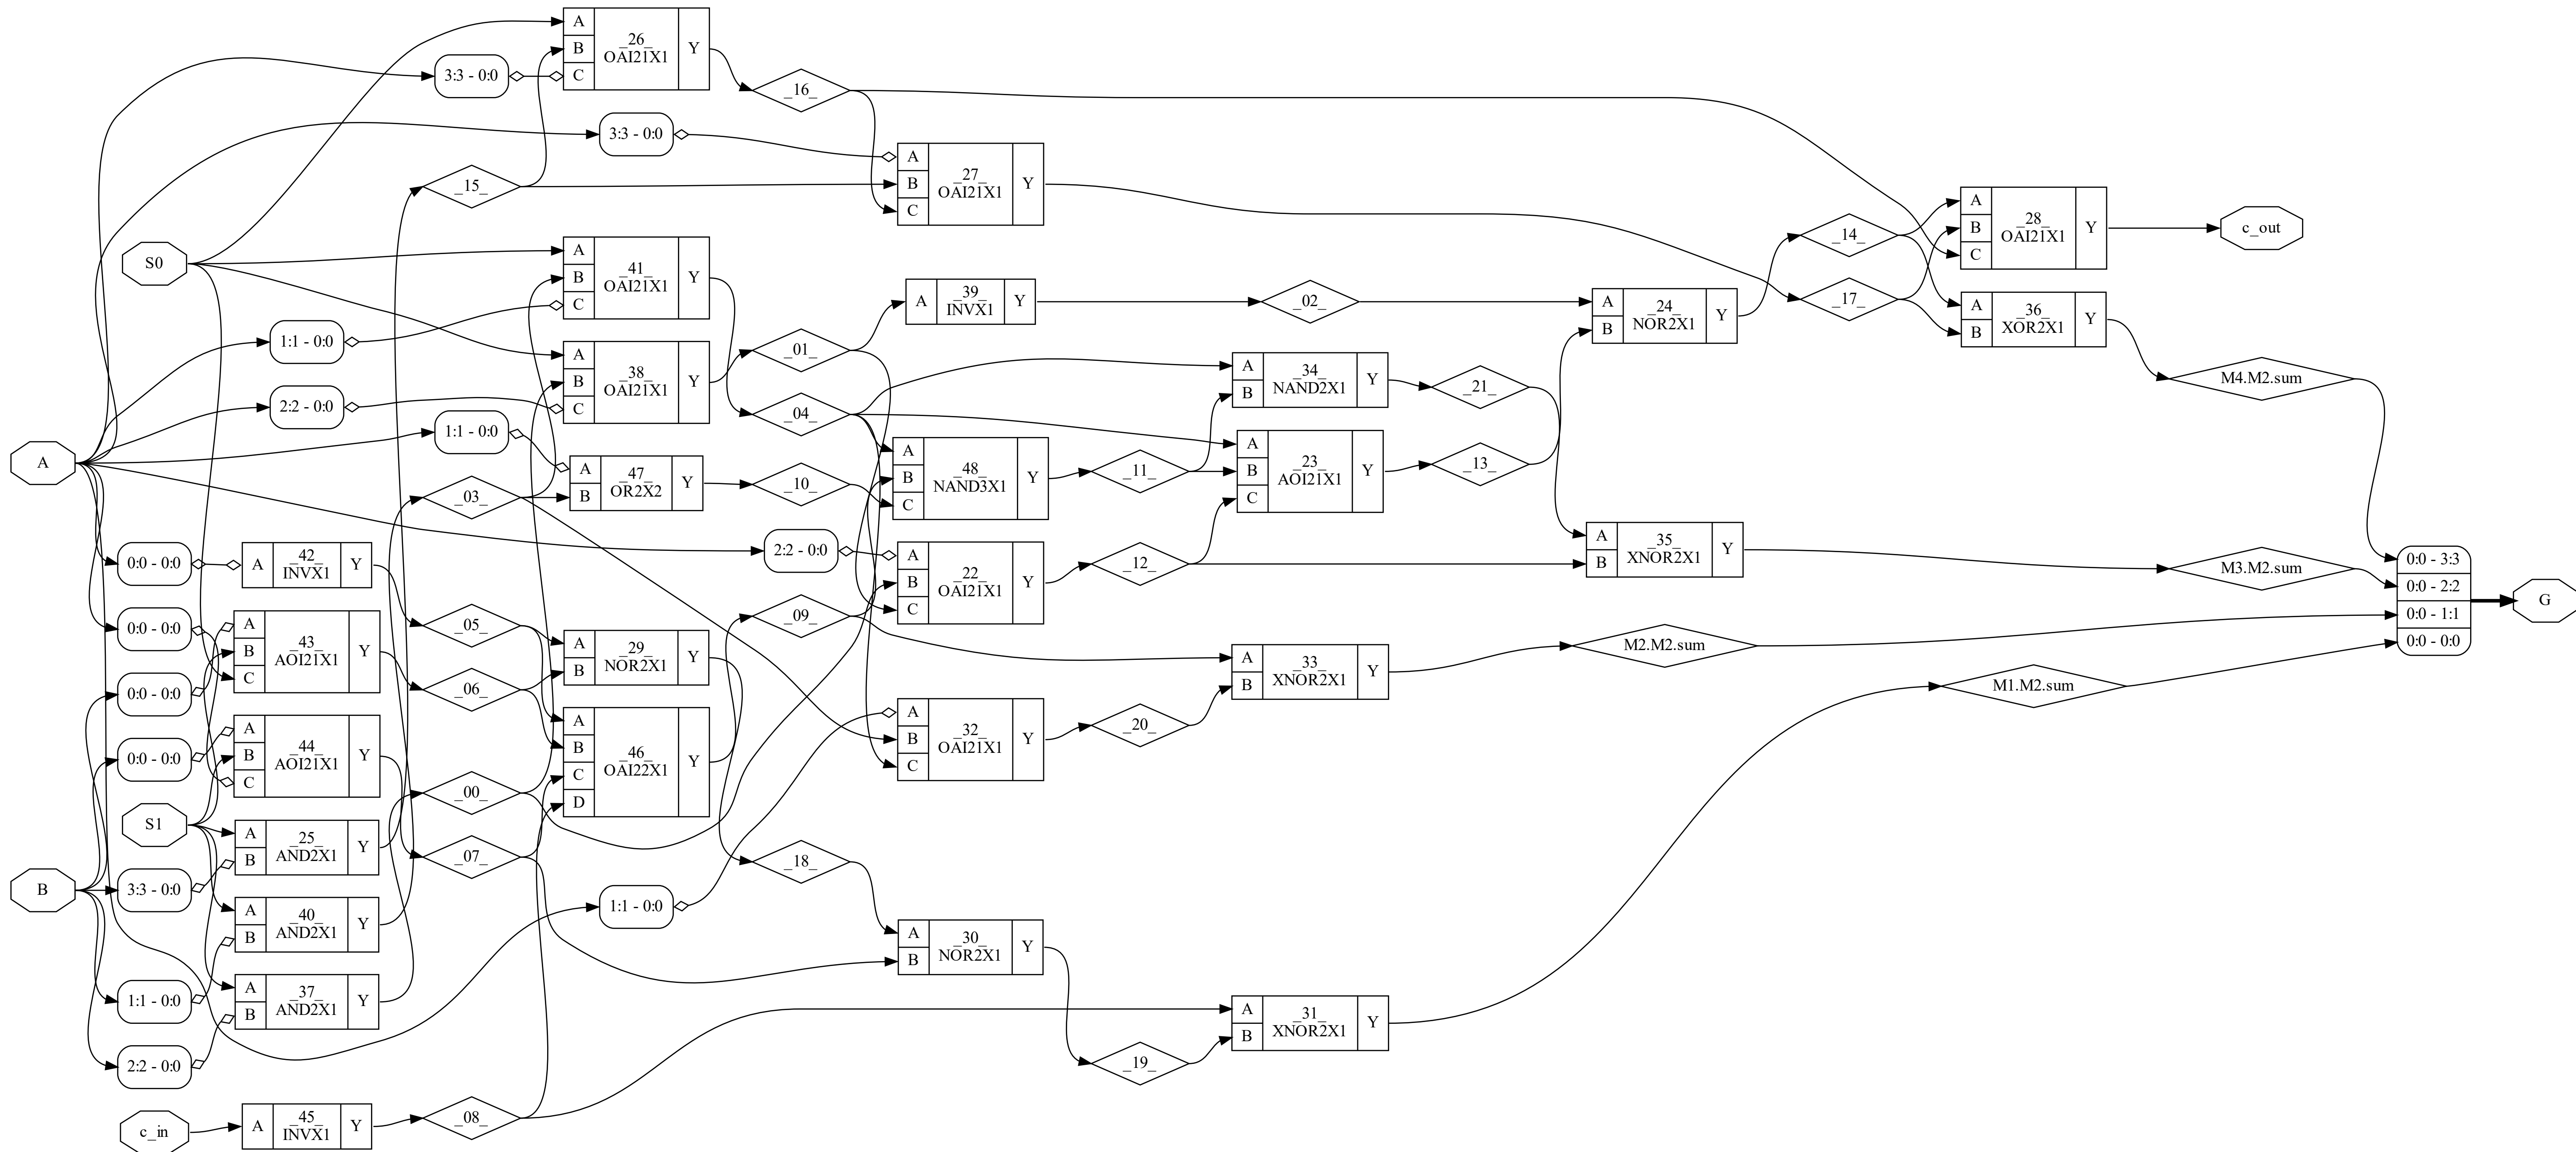 A
B
S0
S1
c_in
3:3 - 0:0
3:3 - 0:0
1:1 - 0:0
2:2 - 0:0
1:1 - 0:0
2:2 - 0:0
0:0 - 0:0
0:0 - 0:0
0:0 - 0:0
0:0 - 0:0
3:3 - 0:0
1:1 - 0:0
2:2 - 0:0
1:1 - 0:0
A
_42_
INVX1
Y
A
B
C
_43_
AOI21X1
Y
A
B
C
_44_
AOI21X1
Y
A
B
_25_
AND2X1
Y
A
B
_40_
AND2X1
Y
A
B
_37_
AND2X1
Y
A
_45_
INVX1
Y
_15_
_03_
_05_
_06_
_00_
_07_
_08_
A
B
C
_26_
OAI21X1
Y
A
B
C
_41_
OAI21X1
Y
A
B
C
_38_
OAI21X1
Y
A
B
_47_
OR2X2
Y
A
B
_29_
NOR2X1
Y
A
B
C
D
_46_
OAI22X1
Y
_16_
_01_
_04_
_10_
_09_
_18_
A
B
C
_27_
OAI21X1
Y
A
_39_
INVX1
Y
A
B
C
_48_
NAND3X1
Y
A
B
C
_22_
OAI21X1
Y
A
B
C
_32_
OAI21X1
Y
A
B
_30_
NOR2X1
Y
_11_
_12_
_20_
_19_
_02_
A
B
_34_
NAND2X1
Y
A
B
C
_23_
AOI21X1
Y
A
B
_33_
XNOR2X1
Y
A
B
_31_
XNOR2X1
Y
_21_
_13_
A
B
_24_
NOR2X1
Y
A
B
_35_
XNOR2X1
Y
_14_
_17_
A
B
C
_28_
OAI21X1
Y
A
B
_36_
XOR2X1
Y
c_out
M4.M2.sum
M3.M2.sum
M2.M2.sum
M1.M2.sum
0:0 - 3:3
0:0 - 2:2
0:0 - 1:1
0:0 - 0:0
G